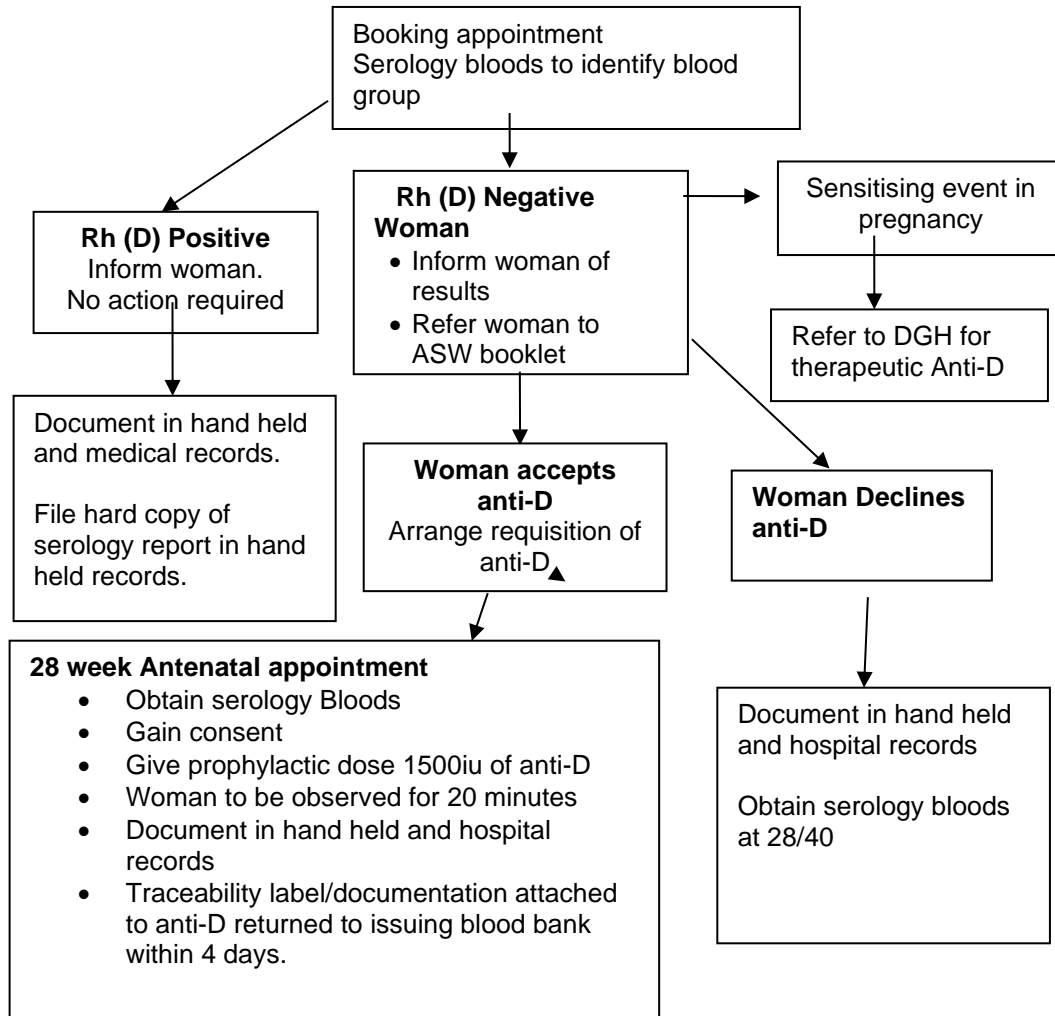 Booking appointment
Serology bloods to identify blood
group
Rh (D) Positive
Inform woman.
No action required
Rh (D) Negative
Woman
• Inform woman of
results
• Refer woman to
ASW booklet
Sensitising event in
pregnancy
Refer to DGH for
therapeutic Anti-D
Document in hand held
and medical records.
File hard copy of
serology report in hand
held records.
Woman accepts
anti-D
Arrange requisition of
anti-D
Woman Declines
anti-D
28 week Antenatal appointment
• Obtain serology Bloods
• Gain consent
• Give prophylactic dose 1500iu of anti-D
• Woman to be observed for 20 minutes
• Document in hand held and hospital
records
• Traceability label/documentation attached
to anti-D returned to issuing blood bank
within 4 days.
Document in hand held
and hospital records
Obtain serology bloods
at 28/40